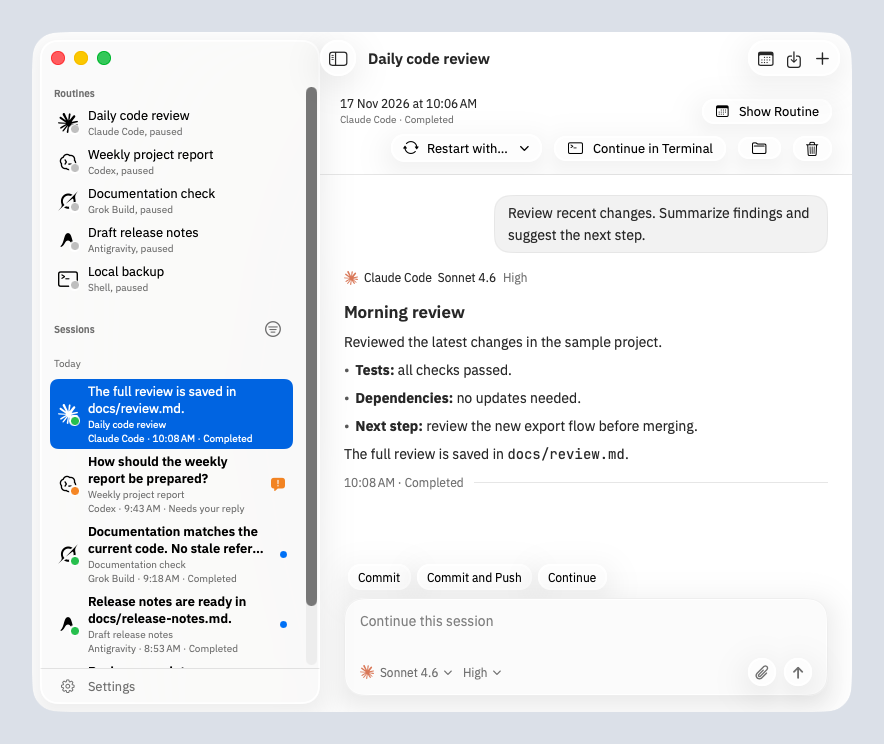 Daily code review
Routines
Daily code review
Claude Code, paused
Weekly project report
Codex, paused
Documentation check
Grok Build, paused
Draft release notes
Antigravity, paused
Local backup
Shell, paused
Sessions
Today
The full review is saved in
docs/review.md.
Daily code review
Claude Code · 10:08 AM · Completed
How should the weekly
report be prepared?
Weekly project report
Codex · 9:43 AM · Needs your reply
Documentation matches the
current code. No stale refer...
Documentation check
Grok Build · 9:18 AM · Completed
Release notes are ready in
docs/release-notes.md.
Draft release notes
Antigravity · 8:53 AM · Completed
Settings
17 Nov 2026 at 10:06 AM
Claude Code · Completed
Show Routine
Restart with...
Continue in Terminal
Review recent changes. Summarize findings and
suggest the next step.
Claude Code Sonnet 4.6 High
Morning review
Reviewed the latest changes in the sample project.
• Tests: all checks passed.
• Dependencies: no updates needed.
• Next step: review the new export flow before merging.
The full review is saved in docs/review.md.
10:08 AM · Completed
Commit
Commit and Push
Continue
Continue this session
Sonnet 4.6
High